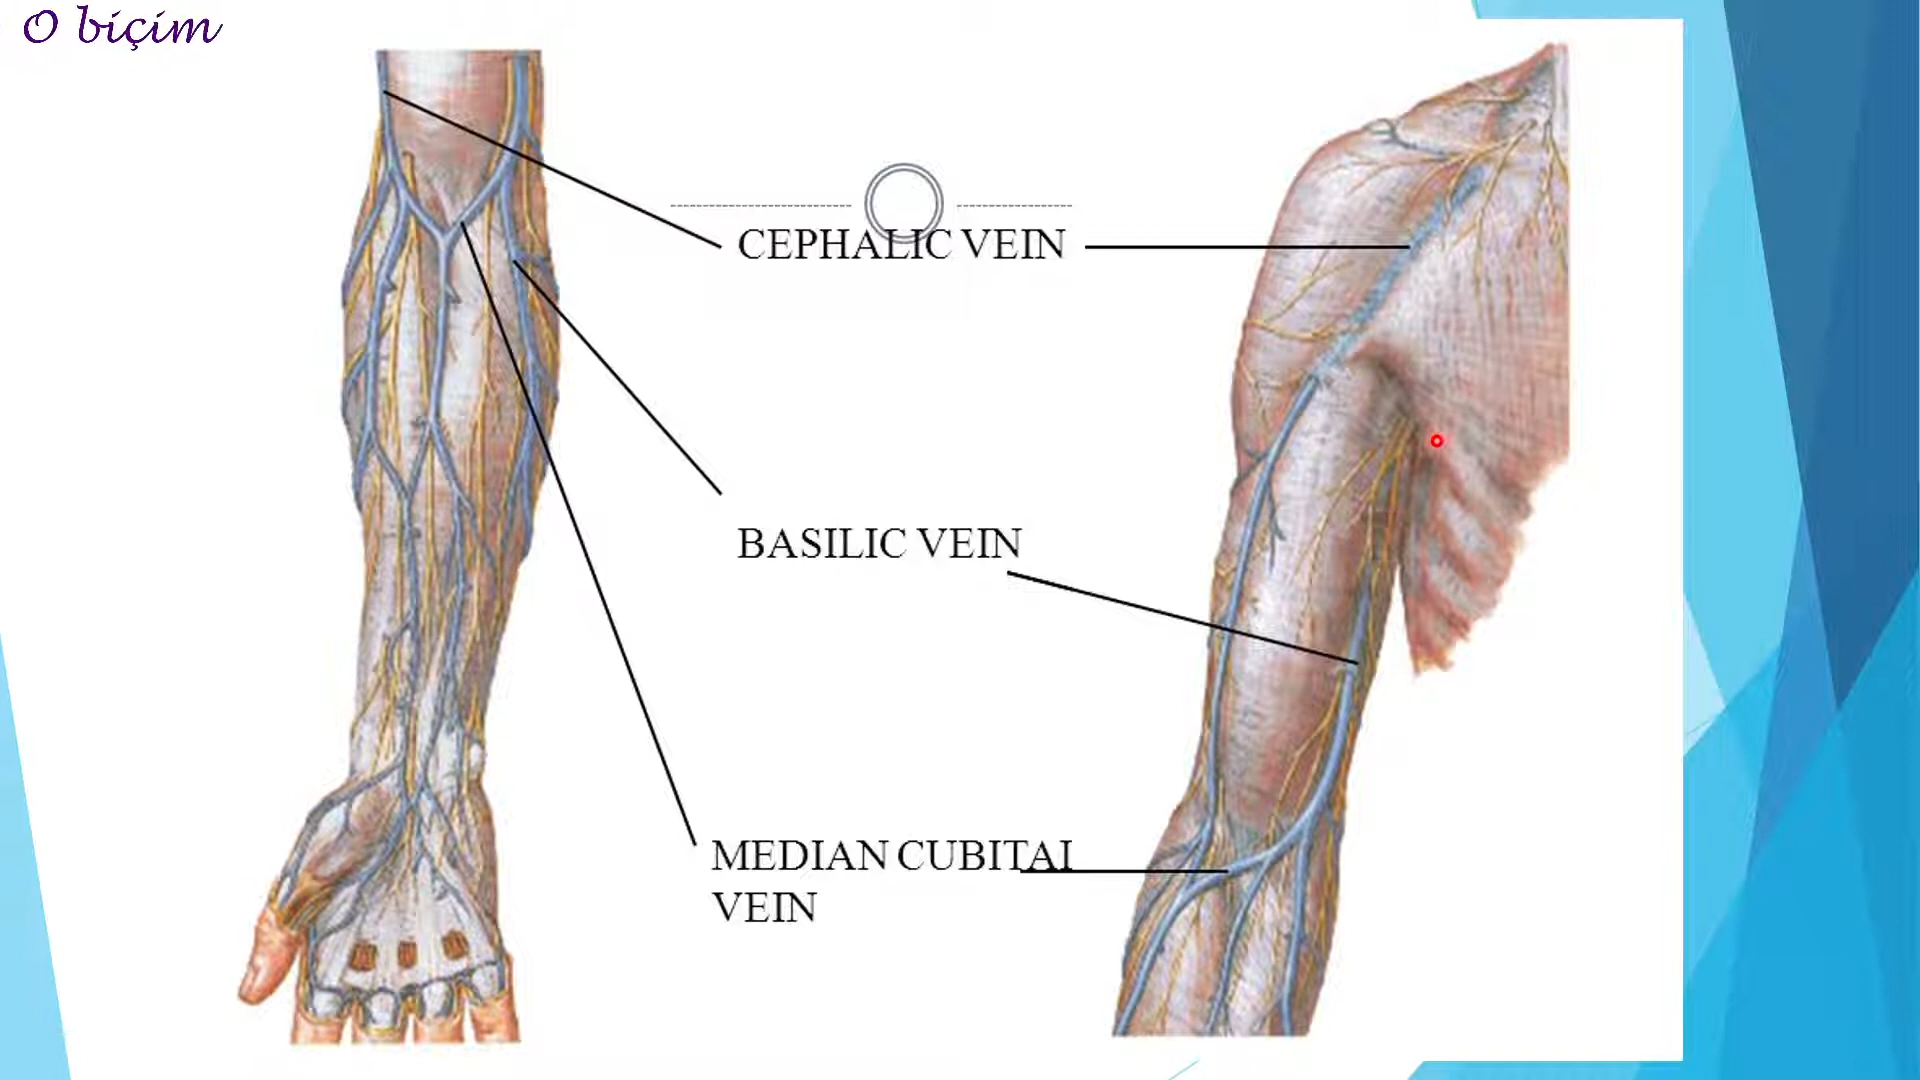 O biçim
CEPHALIC VEIN
BASILIC VEIN
MEDIAN CUBITAL
VEIN